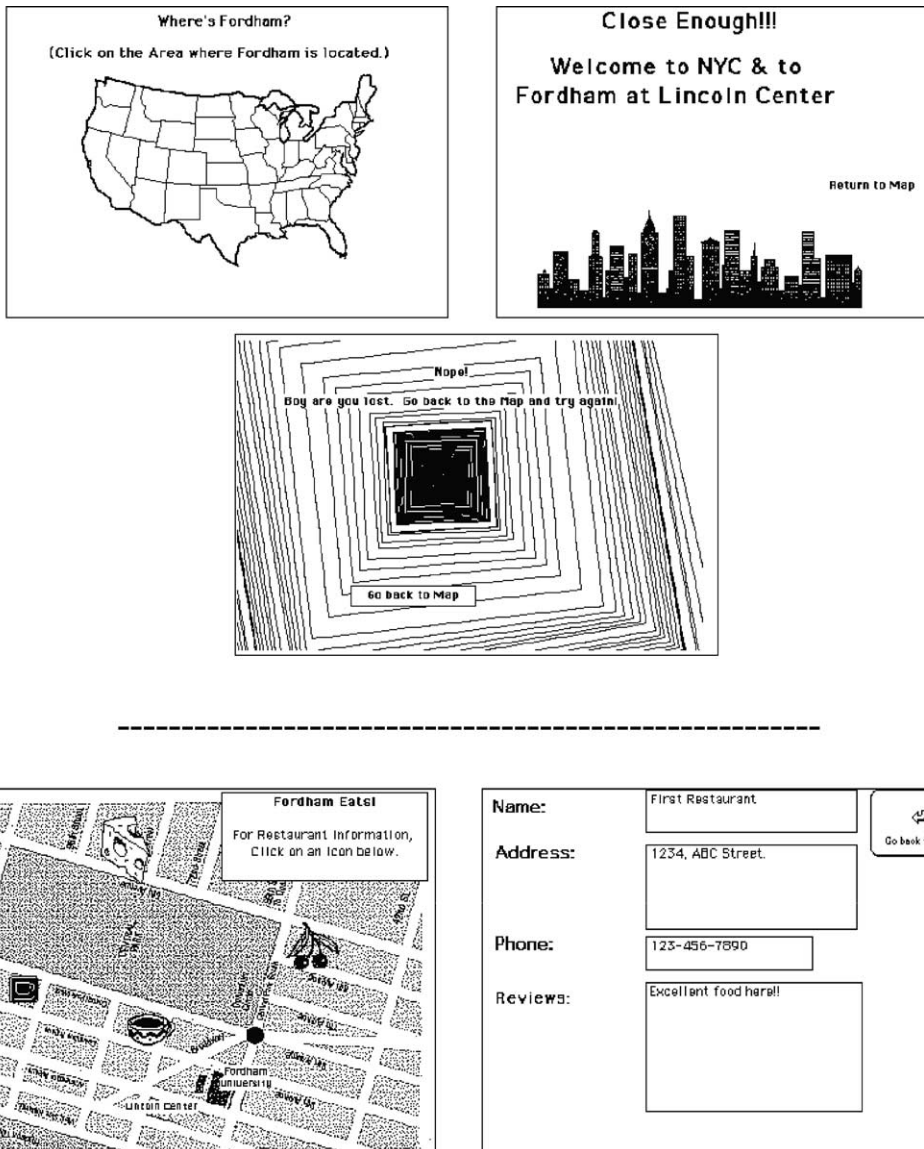 Where's Fordham?
(Click on the Area where Fordham is located.)
Close Enough!!!
Welcome to NYC & to
Fordham at Lincoln Center
Return to Map
Nope!
Boy are you lost. Go back to the Map and try again!
Go back to Map
Fordham Eats!
For Restaurant Information,
Click on an Icon below.
5th Avenue
Broadway
Fordham
University
Lincoln Center
Name:
First Restaurant
Go back
Address:
1234, ABC Street.
Phone:
123-456-7890
Reviews:
Excellent food here!!